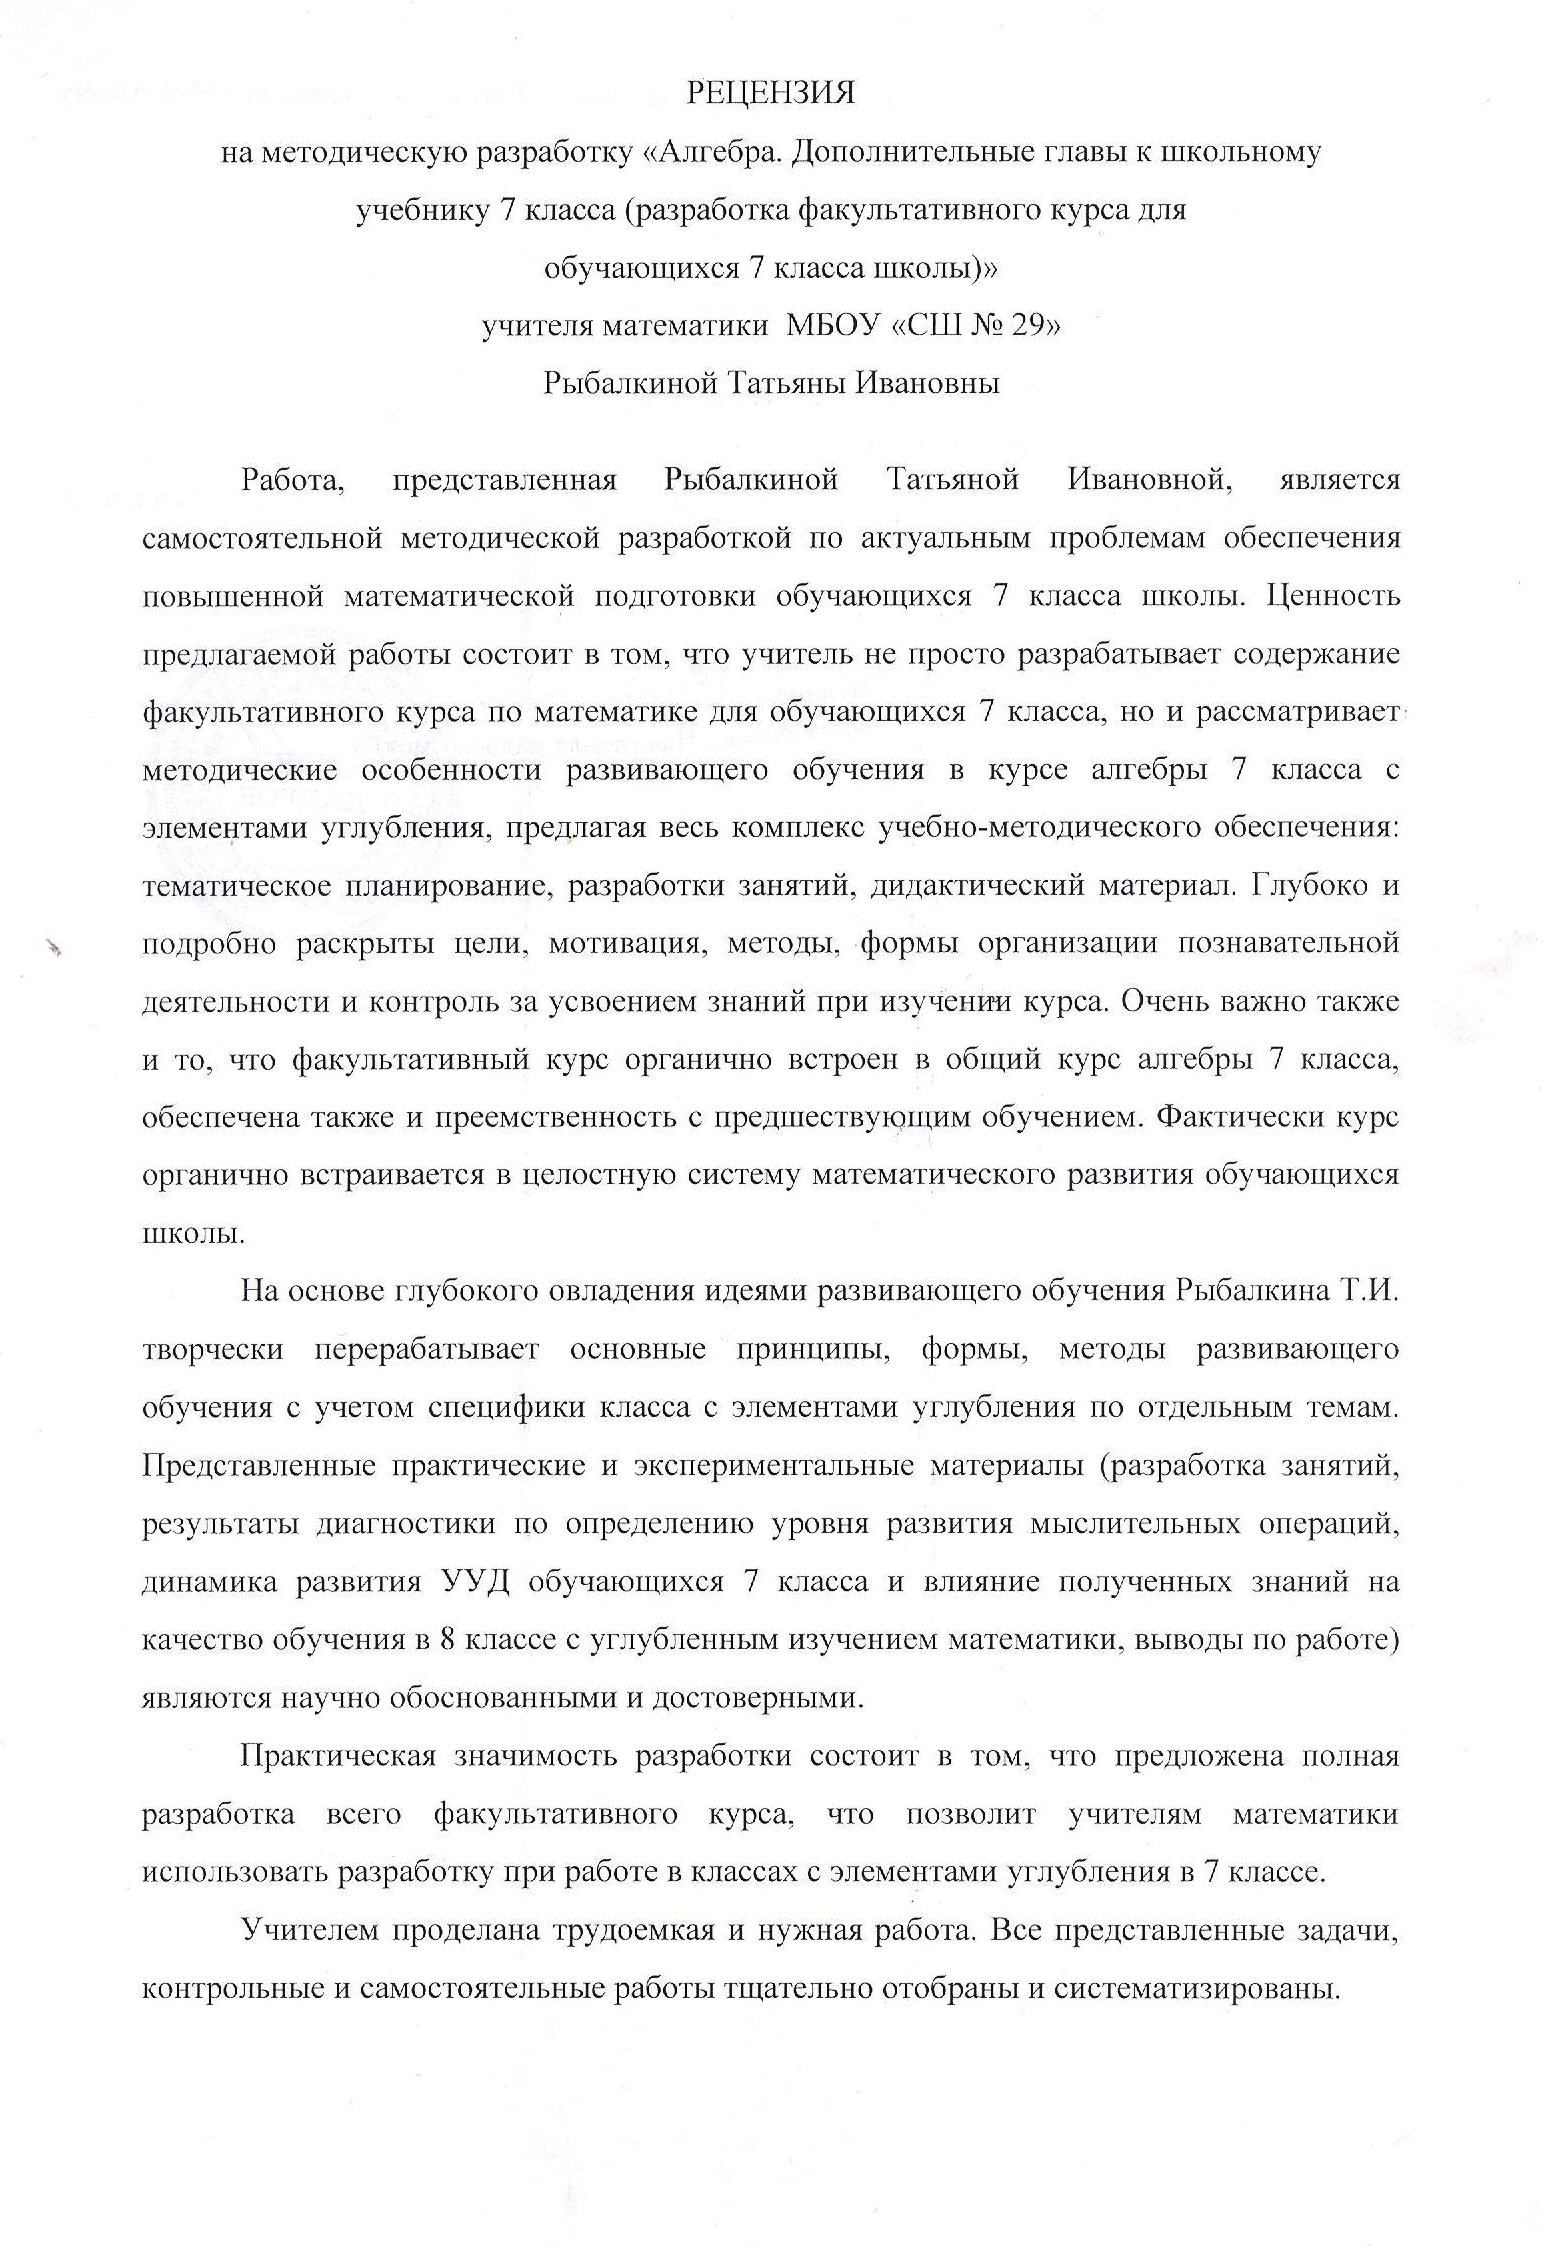 РЕЦЕНЗИЯ
на методическую разработку «Алгебра. Дополнительные главы к школьному
учебнику 7 класса (разработка факультативного курса для
обучающихся 7 класса школы)»
учителя математики МБОУ «СШ № 29»
Рыбалкиной Татьяны Ивановны
Работа, представленная Рыбалкиной Татьяной Ивановной, является
самостоятельной методической разработкой по актуальным проблемам обеспечения
повышенной математической подготовки обучающихся 7 класса школы. Ценность
предлагаемой работы состоит в том, что учитель не просто разрабатывает содержание
факультативного курса по математике для обучающихся 7 класса, но и рассматривает
методические особенности развивающего обучения в курсе алгебры 7 класса с
элементами углубления, предлагая весь комплекс учебно-методического обеспечения:
тематическое планирование, разработки занятий, дидактический материал. Глубоко и
подробно раскрыты цели, мотивация, методы, формы организации познавательной
деятельности и контроль за усвоением знаний при изучении курса. Очень важно также
и то, что факультативный курс органично встроен в общий курс алгебры 7 класса,
обеспечена также и преемственность с предшествующим обучением. Фактически курс
органично встраивается в целостную систему математического развития обучающихся
школы.
На основе глубокого овладения идеями развивающего обучения Рыбалкина Т.И.
творчески перерабатывает основные принципы, формы, методы развивающего
обучения с учетом специфики класса с элементами углубления по отдельным темам.
Представленные практические и экспериментальные материалы (разработка занятий,
результаты диагностики по определению уровня развития мыслительных операций,
динамика развития УУД обучающихся 7 класса и влияние полученных знаний на
качество обучения в 8 классе с углубленным изучением математики, выводы по работе)
являются научно обоснованными и достоверными.
Практическая значимость разработки состоит в том, что предложена полная
разработка всего факультативного курса, что позволит учителям математики
использовать разработку при работе в классах с элементами углубления в 7 классе.
Учителем проделана трудоемкая и нужная работа. Все представленные задачи,
контрольные и самостоятельные работы тщательно отобраны и систематизированы.